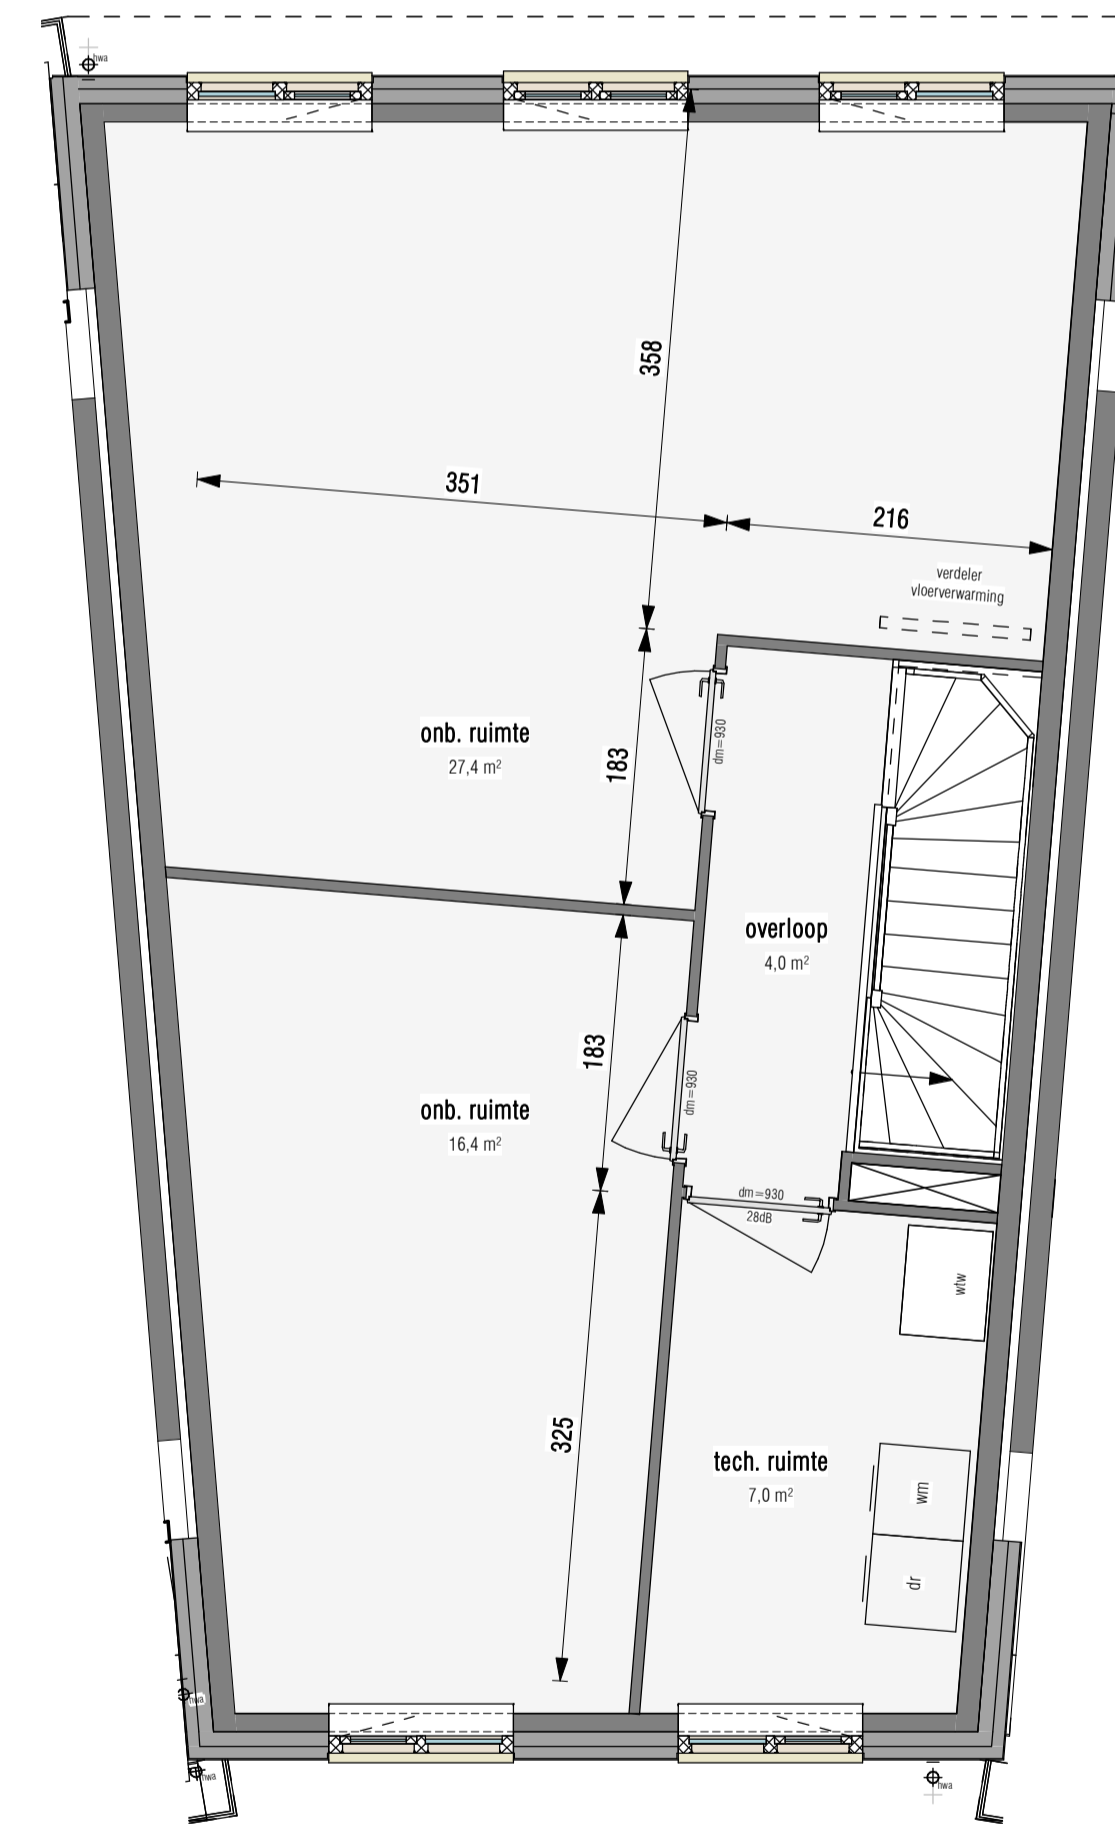 hwa
358
351
216
verdeler
vloerverwarming
onb. ruimte
27,4 m²
183
dm=930
overloop
4,0 m²
183
dm=930
onb. ruimte
16,4 m²
dm=930
28dB
wtw
325
tech. ruimte
7,0 m²
wm
dr
hwa
hwa
hwa